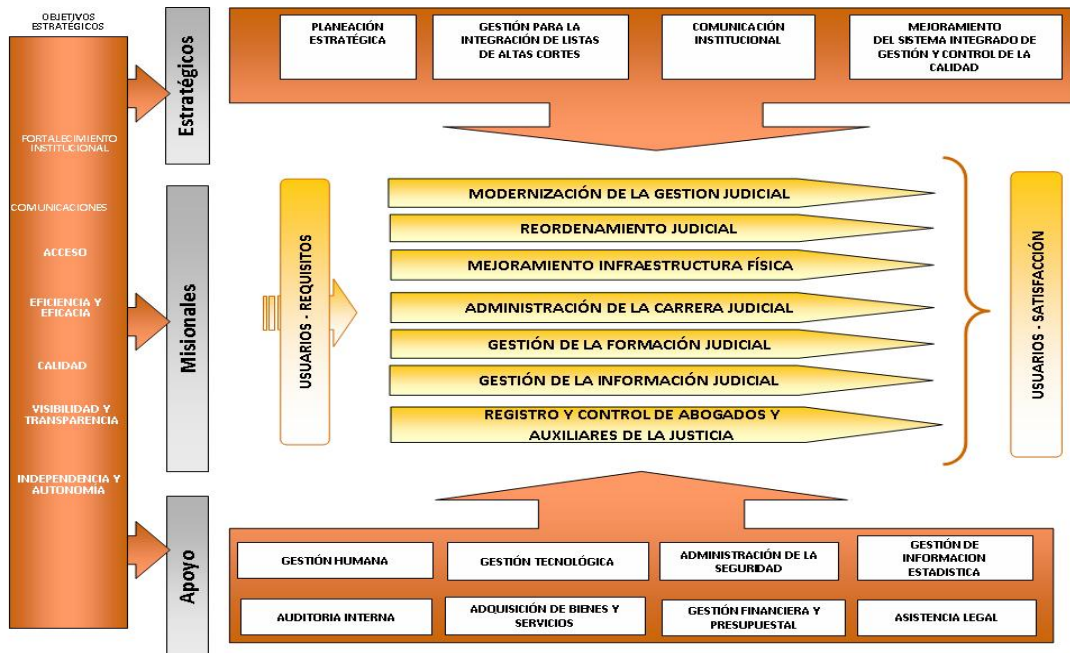 OBJETIVOS
ESTRATÉGICOS
FORTALECIMIENTO
INSTITUCIONAL
COMUNICACIONES
ACCESO
EFICIENCIA Y
EFICACIA
CALIDAD
VISIBILIDAD Y
TRANSPARENCIA
INDEPENDENCIA Y
AUTONOMÍA
Estratégicos
PLANEACIÓN
ESTRATÉGICA
GESTIÓN PARA LA
INTEGRACIÓN DE LISTAS
DE ALTAS CORTES
COMUNICACIÓN
INSTITUCIONAL
MEJORAMIENTO
DEL SISTEMA INTEGRADO DE
GESTIÓN Y CONTROL DE LA
CALIDAD
Misionales
USUARIOS - REQUISITOS
MODERNIZACIÓN DE LA GESTION JUDICIAL
REORDENAMIENTO JUDICIAL
MEJORAMIENTO INFRAESTRUCTURA FÍSICA
ADMINISTRACIÓN DE LA CARRERA JUDICIAL
GESTIÓN DE LA FORMACIÓN JUDICIAL
GESTIÓN DE LA INFORMACIÓN JUDICIAL
REGISTRO Y CONTROL DE ABOGADOS Y
AUXILIARES DE LA JUSTICIA
USUARIOS - SATISFACCIÓN
Apoyo
GESTIÓN HUMANA
GESTIÓN TECNOLÓGICA
ADMINISTRACIÓN DE LA
SEGURIDAD
GESTIÓN DE
INFORMACION
ESTADISTICA
AUDITORIA INTERNA
ADQUISICIÓN DE BIENES Y
SERVICIOS
GESTIÓN FINANCIERA Y
PRESUPUESTAL
ASISTENCIA LEGAL